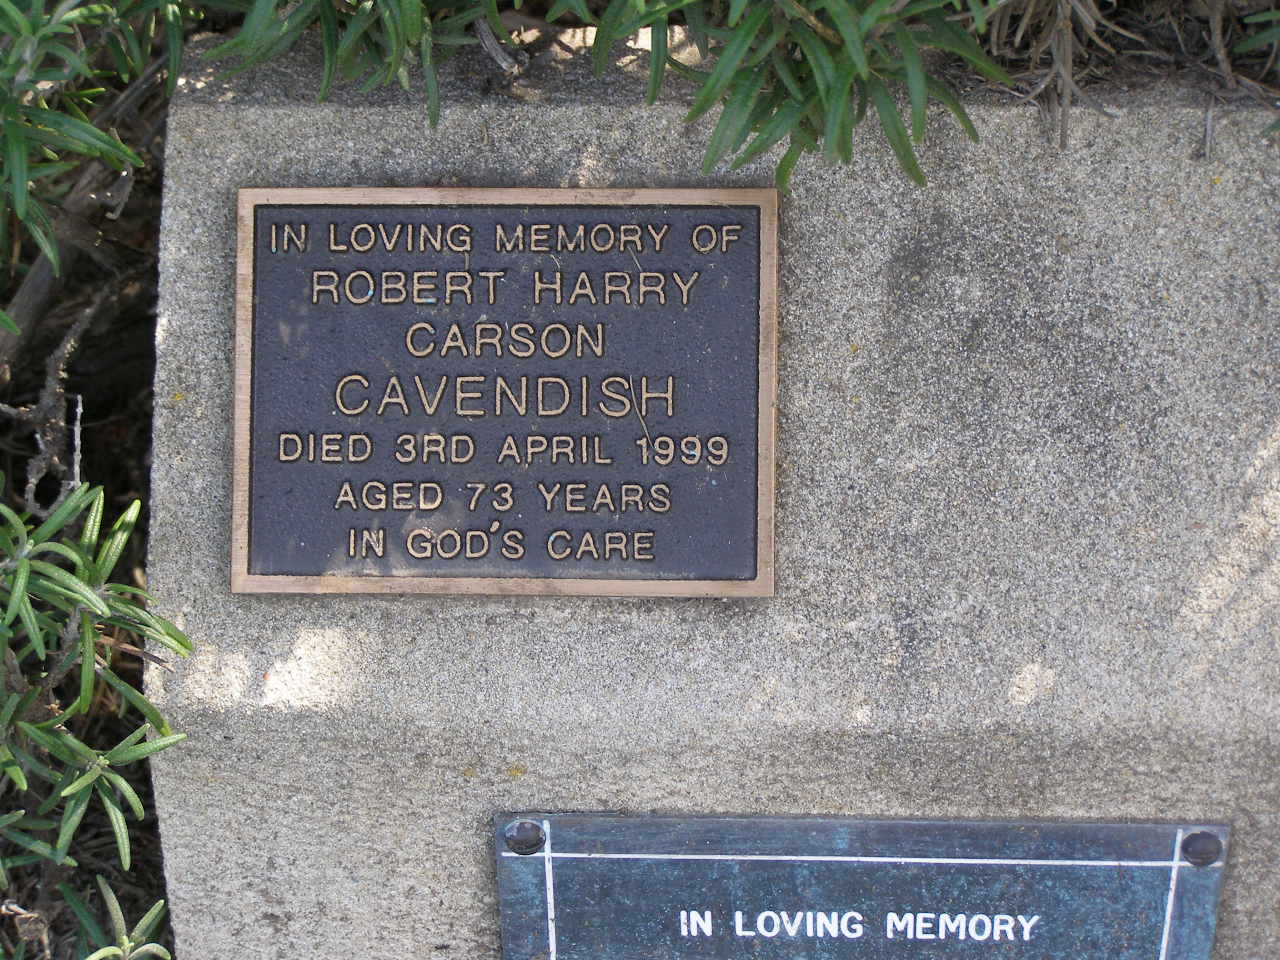 IN LOVING MEMORY OF
ROBERT HARRY
CARSON
CAVENDISH
DIED 3RD APRIL 1999
AGED 73 YEARS
IN GOD'S CARE
IN LOVING MEMORY